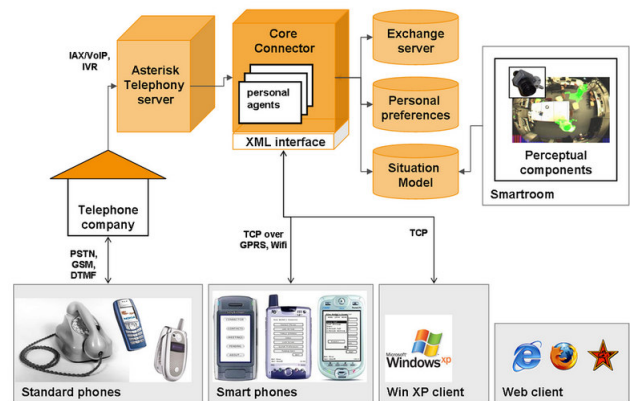 IAX/VoIP,
IVR
Asterisk
Telephony
server
Core
Connector
personal
agents
XML interface
Exchange
server
Personal
preferences
Situation
Model
Perceptual
components
Smartroom
Telephone
company
PSTN,
GSM,
DTMF
TCP over
GPRS, Wifi
TCP
Standard phones
Smart phones
Microsoft
Windows xp
Win XP client
Web client